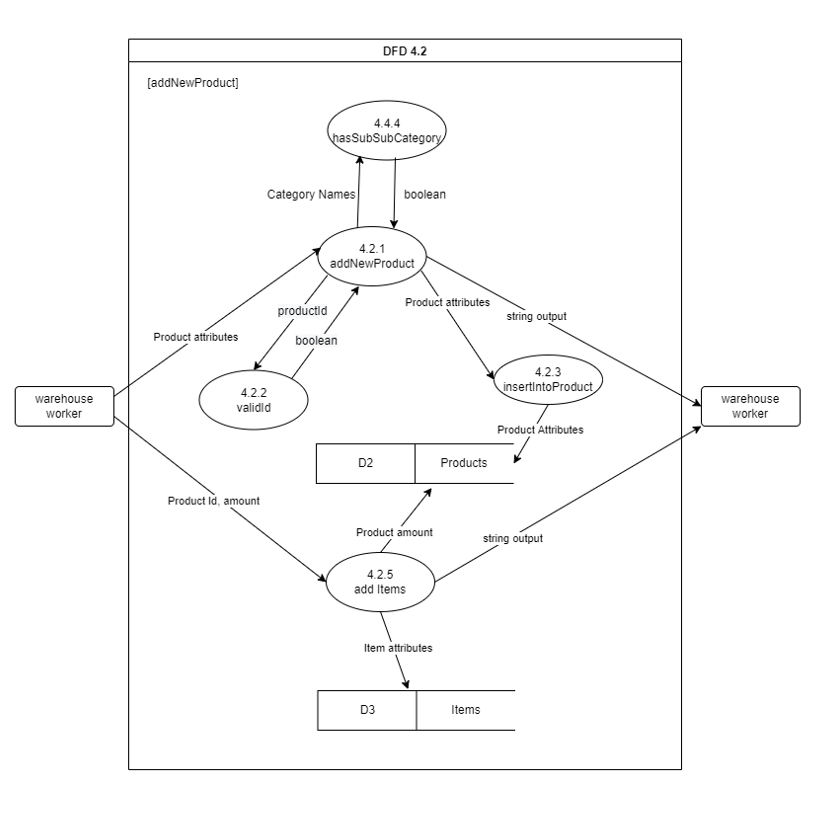 DFD 4.2
[addNewProduct]
4.4.4
hasSubSubCategory
Category Names
boolean
4.2.1
addNewProduct
Product attributes
string output
productId
boolean
Product attributes
4.2.3
insertIntoProduct
4.2.2
validId
warehouse
worker
warehouse
worker
Product Attributes
D2
Products
Product Id, amount
Product amount
string output
4.2.5
add Items
Item attributes
D3
Items